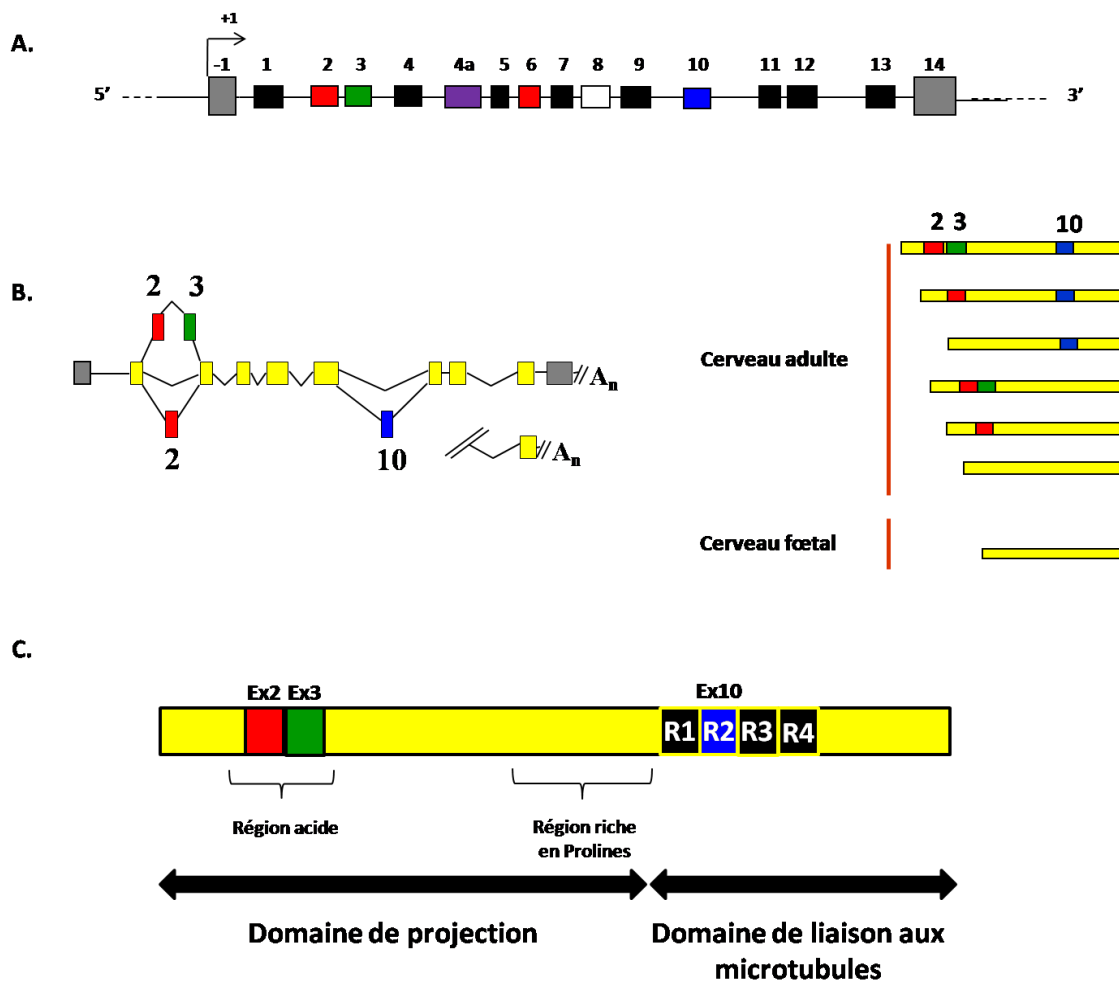 A.
+1
-1 1 2 3 4 4a 5 6 7 8 9 10 11 12 13 14
5’ 3’
B.
2 3
An
2
10
An
2 3 10
Cerveau adulte
Cerveau fœtal
C.
Ex2 Ex3 Ex10
R1 R2 R3 R4
Région acide
Région riche
en Prolines
Domaine de projection
Domaine de liaison aux
microtubules